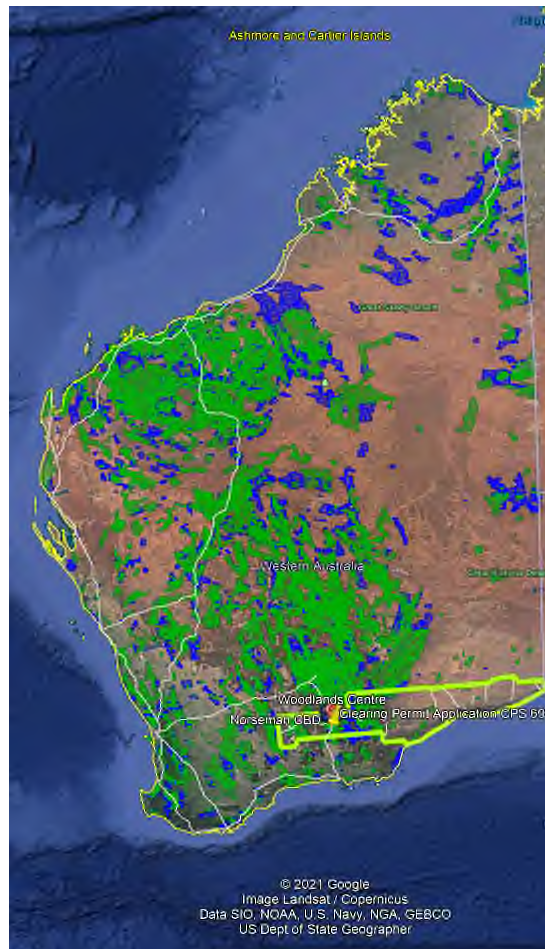 Ashmore and Cartier Islands
Western Australia
Woodlands Centre
Norseman CBD
Clearing Permit Application CPS 69
© 2021 Google
Image Landsat / Copernicus
Data SIO, NOAA, U.S. Navy, NGA, GEBCO
US Dept of State Geographer